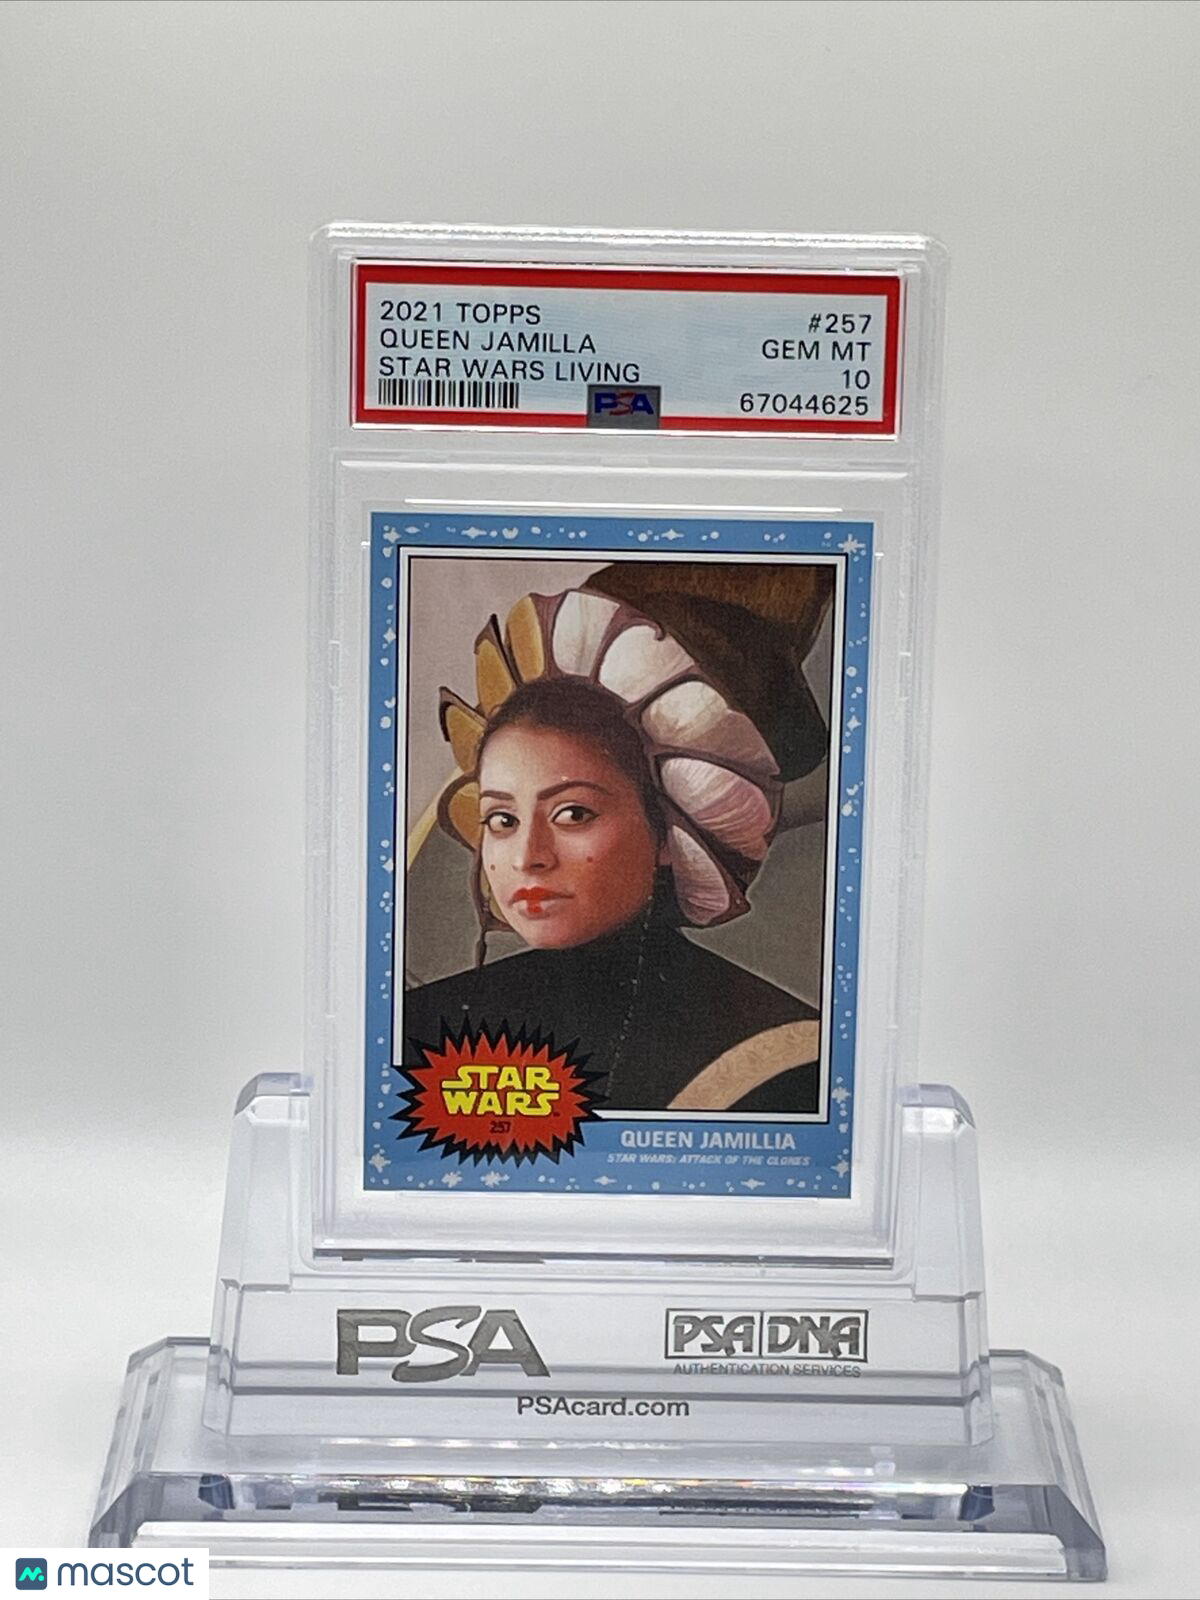 2021 TOPPS
QUEEN JAMILLA
STAR WARS LIVING
#257
GEM MT
10
67044625
PSA
STAR
WARS
257
QUEEN JAMILLIA
STAR WARS: ATTACK OF THE CLONES
PSA
PSA DNA
AUTHENTICATION SERVICES
PSAcard.com
mascot